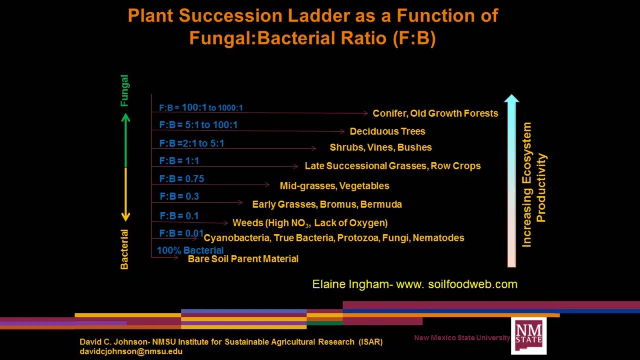 Plant Succession Ladder as a Function of
Fungal:Bacterial Ratio (F:B)
Fungal
Bacterial
F:B = 100:1 to 1000:1
Conifer, Old Growth Forests
F:B = 5:1 to 100:1
Deciduous Trees
F:B =2:1 to 5:1
Shrubs, Vines, Bushes
F:B = 1:1
Late Successional Grasses, Row Crops
F:B = 0.75
Mid-grasses, Vegetables
F:B = 0.3
Early Grasses, Bromus, Bermuda
F:B = 0.1
Weeds (High NO3, Lack of Oxygen)
F:B = 0.01
Cyanobacteria, True Bacteria, Protozoa, Fungi, Nematodes
100% Bacterial
Bare Soil Parent Material
Increasing Ecosystem
Productivity
Elaine Ingham- www. soilfoodweb.com
New Mexico State University
NM
STATE
David C. Johnson- NMSU Institute for Sustainable Agricultural Research (ISAR)
davidcjohnson@nmsu.edu